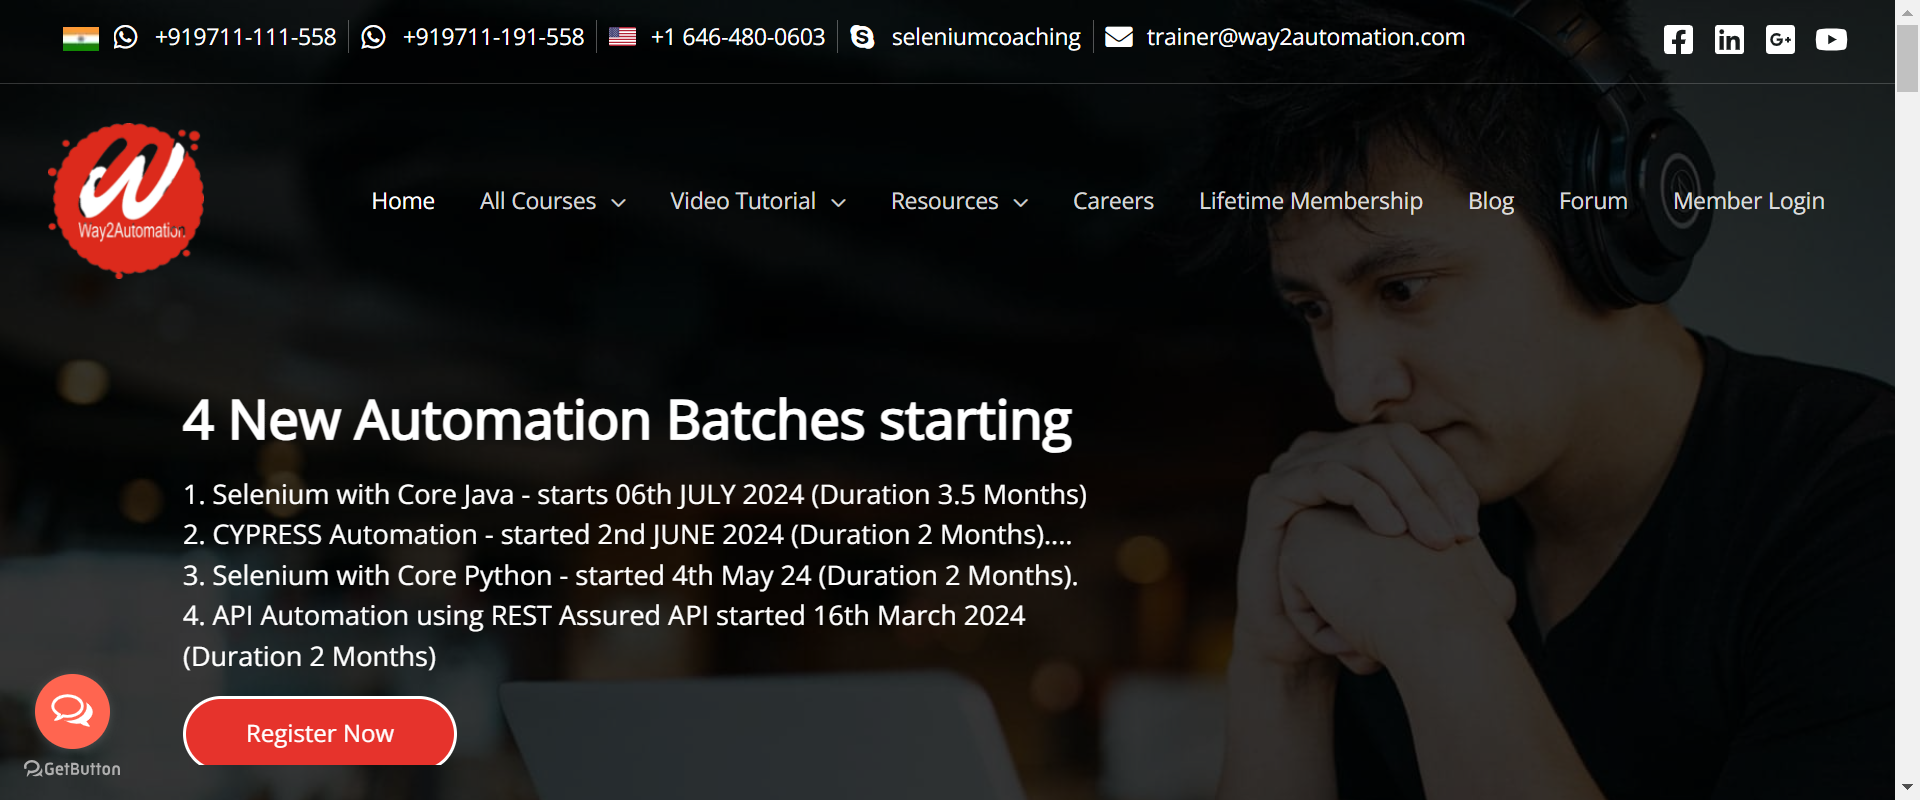 +919711-111-558 +919711-191-558 +1 646-480-0603 seleniumcoaching trainer@way2automation.com
Way2Automation
Home All Courses Video Tutorial Resources Careers Lifetime Membership Blog Forum Member Login
4 New Automation Batches starting
1. Selenium with Core Java - starts 06th JULY 2024 (Duration 3.5 Months)
2. CYPRESS Automation - started 2nd JUNE 2024 (Duration 2 Months)....
3. Selenium with Core Python - started 4th May 24 (Duration 2 Months).
4. API Automation using REST Assured API started 16th March 2024
(Duration 2 Months)
Register Now
GetButton